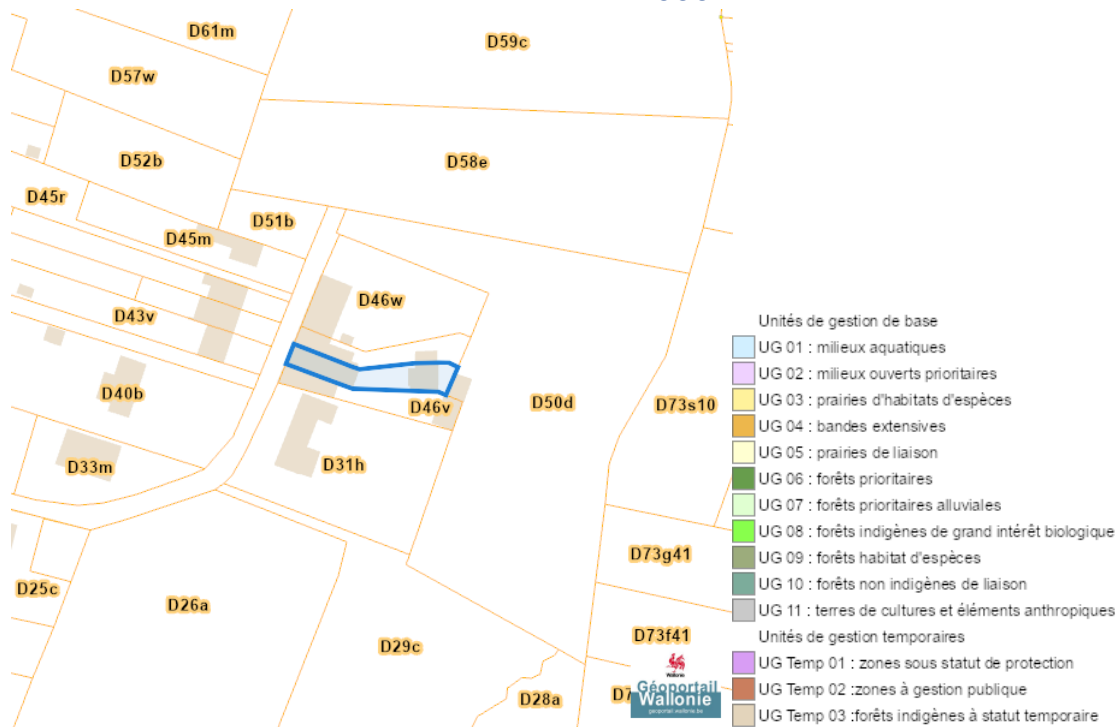 D61m
D59c
D57w
D52b
D58e
D45r
D51b
D45m
D46w
D43v
D40b
D46v
D50d
D73s10
D33m
D31h
D73g41
D25c
D26a
D73f41
D29c
D28a
Wallonie
Géoportail
Wallonie
geoportail.wallonie.be
Unités de gestion de base
UG 01 : milieux aquatiques
UG 02 : milieux ouverts prioritaires
UG 03 : prairies d'habitats d'espèces
UG 04 : bandes extensives
UG 05 : prairies de liaison
UG 06 : forêts prioritaires
UG 07 : forêts prioritaires alluviales
UG 08 : forêts indigènes de grand intérêt biologique
UG 09 : forêts habitat d'espèces
UG 10 : forêts non indigènes de liaison
UG 11 : terres de cultures et éléments anthropiques
Unités de gestion temporaires
UG Temp 01 : zones sous statut de protection
UG Temp 02 :zones à gestion publique
UG Temp 03 :forêts indigènes à statut temporaire